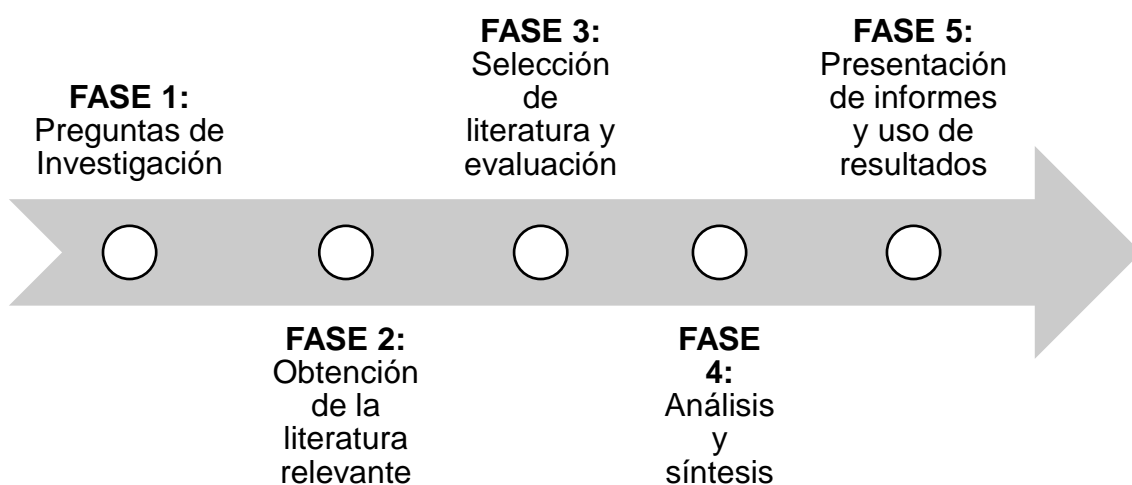 FASE 1:
Preguntas de
Investigación
FASE 2:
Obtención
de la
literatura
relevante
FASE 3:
Selección
de
literatura y
evaluación
FASE
4:
Análisis
y
síntesis
FASE 5:
Presentación
de informes
y uso de
resultados